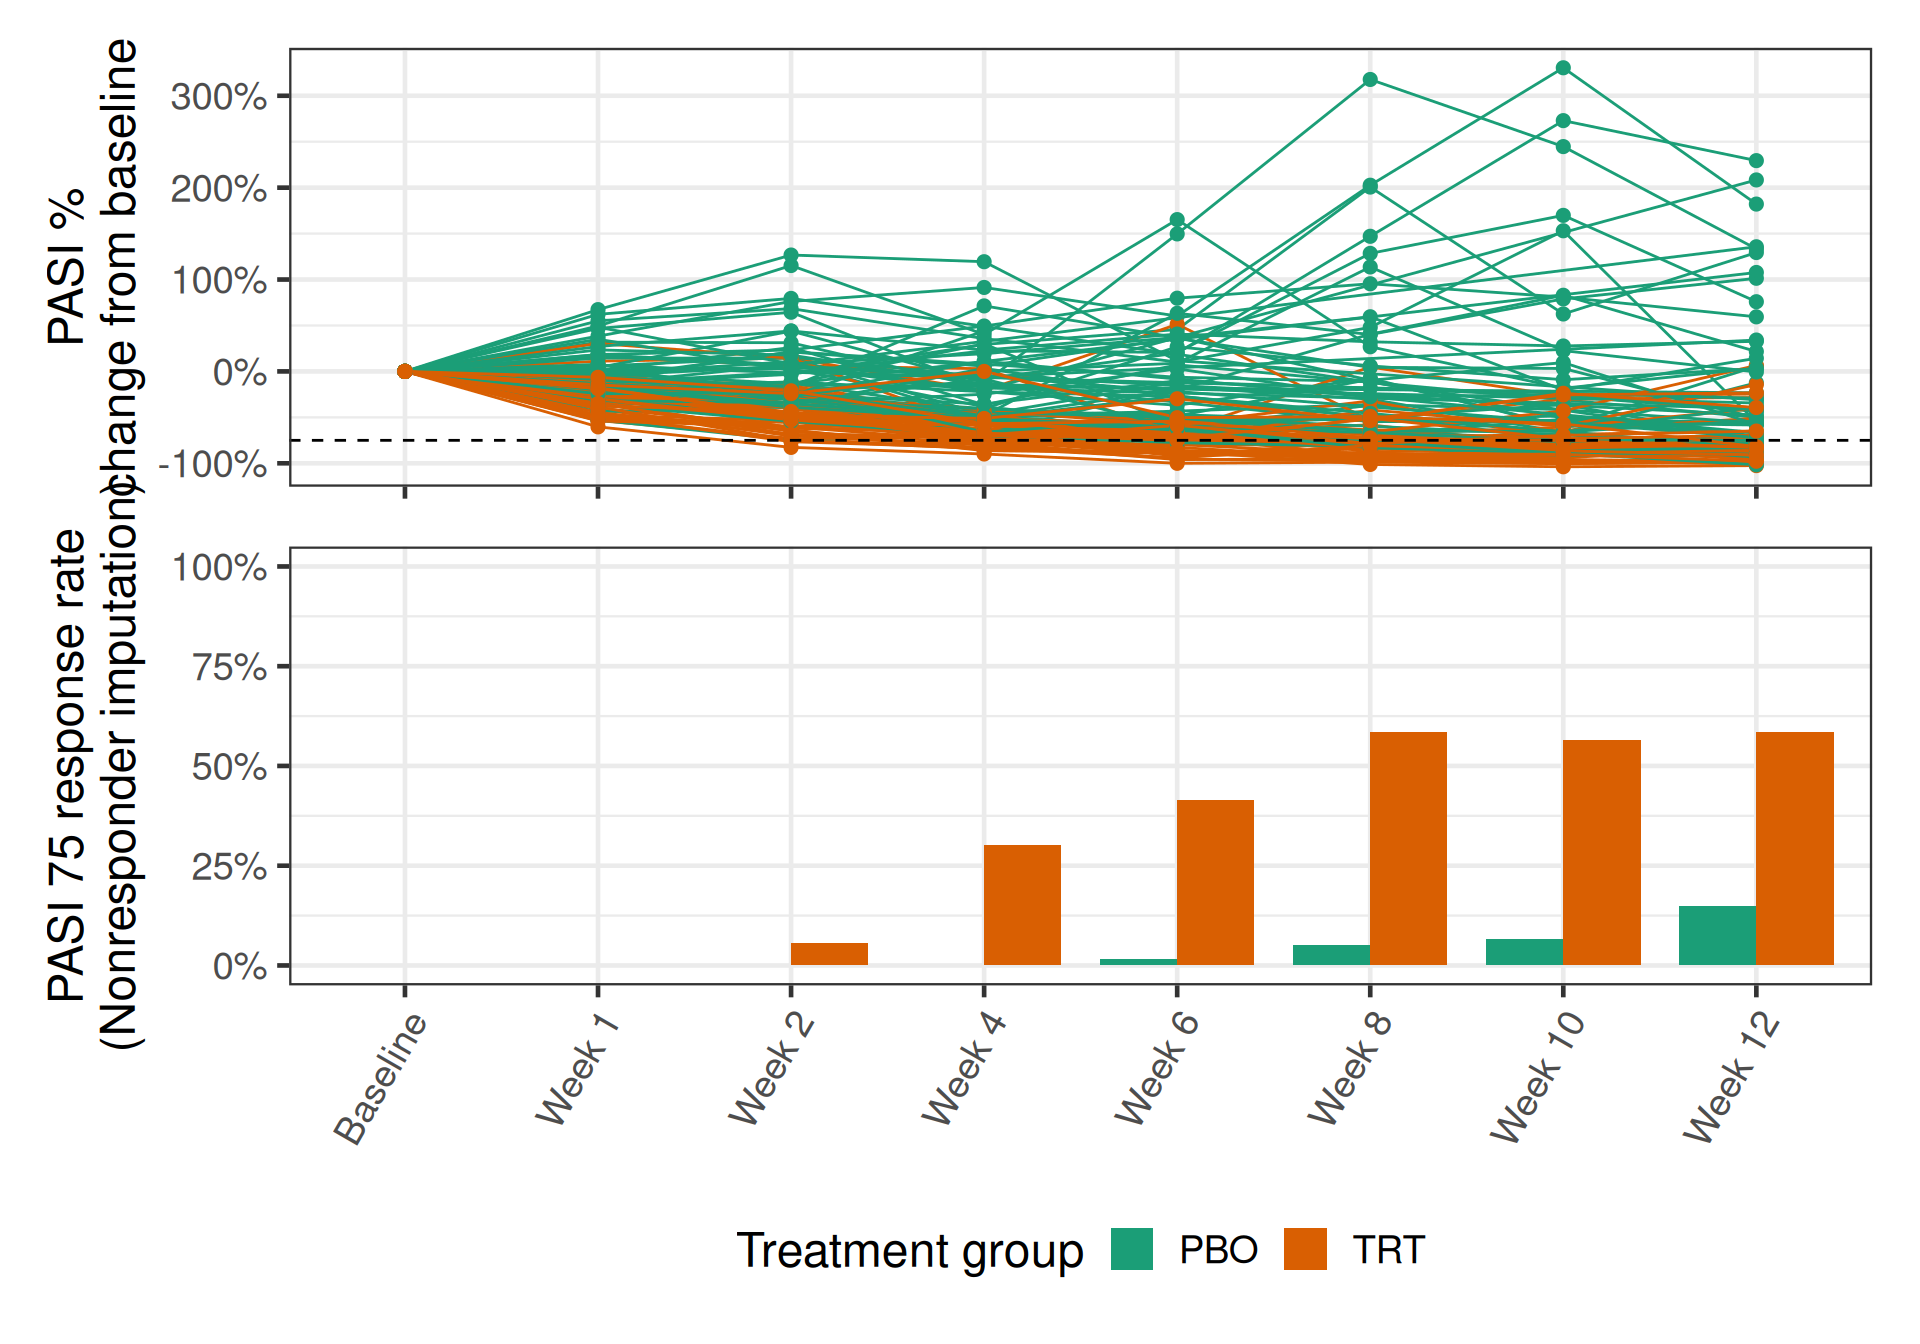 PASI %
change from baseline
300%
200%
100%
0%
-100%
PASI 75 response rate
(Nonresponder imputation)
100%
75%
50%
25%
0%
Baseline
Week 1
Week 2
Week 4
Week 6
Week 8
Week 10
Week 12
Treatment group
PBO
TRT